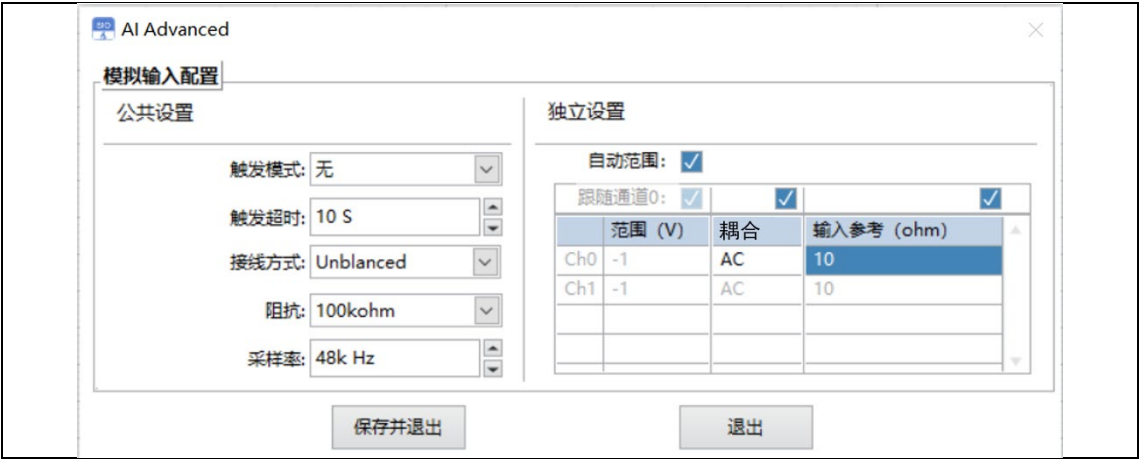 AI Advanced
模拟输入配置
公共设置
触发模式: 无
触发超时: 10 S
接线方式: Unblanced
阻抗: 100kohm
采样率: 48k Hz
独立设置
自动范围:
跟随通道0:
范围 (V) 耦合 输入参考 (ohm)
Ch0 -1 AC 10
Ch1 -1 AC 10
保存并退出 退出